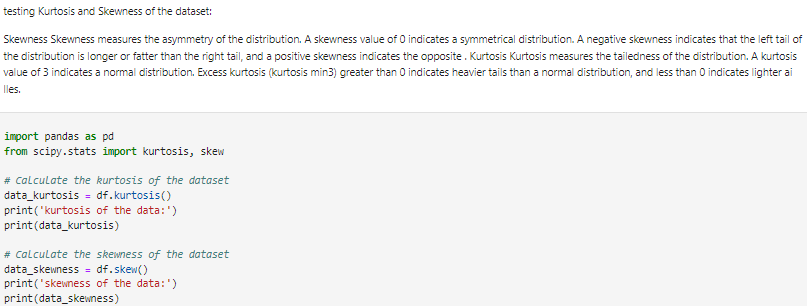 testing Kurtosis and Skewness of the dataset:
Skewness Skewness measures the asymmetry of the distribution. A skewness value of 0 indicates a symmetrical distribution. A negative skewness indicates that the left tail of
the distribution is longer or fatter than the right tail, and a positive skewness indicates the opposite . Kurtosis Kurtosis measures the tailedness of the distribution. A kurtosis
value of 3 indicates a normal distribution. Excess kurtosis (kurtosis min3) greater than 0 indicates heavier tails than a normal distribution, and less than 0 indicates lighter ai
lles.
import pandas as pd
from scipy.stats import kurtosis, skew
# Calculate the kurtosis of the dataset
data_kurtosis = df.kurtosis()
print('kurtosis of the data:')
print(data_kurtosis)
# Calculate the skewness of the dataset
data_skewness = df.skew()
print('skewness of the data:')
print(data_skewness)